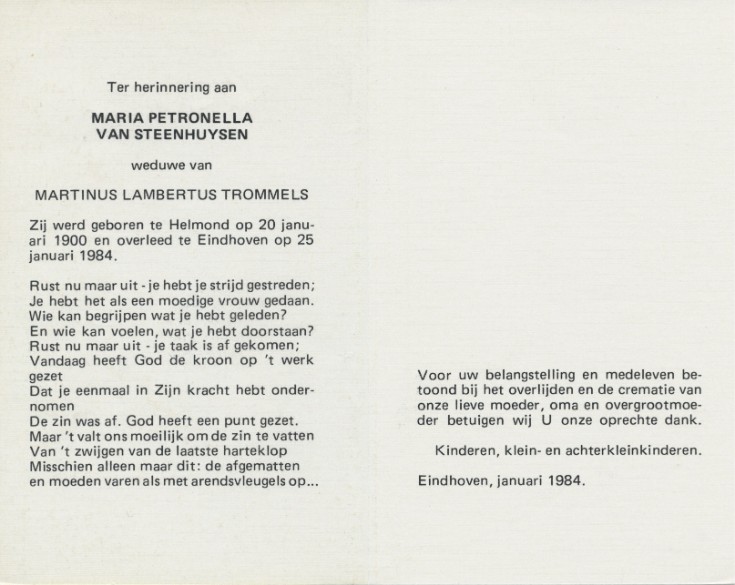 Ter herinnering aan
MARIA PETRONELLA
VAN STEENHUYSEN
weduwe van
MARTINUS LAMBERTUS TROMMELS
Zij werd geboren te Helmond op 20 janu-
ari 1900 en overleed te Eindhoven op 25
januari 1984.
Rust nu maar uit - je hebt je strijd gestreden;
Je hebt het als een moedige vrouw gedaan.
Wie kan begrijpen wat je hebt geleden?
En wie kan voelen, wat je hebt doorstaan?
Rust nu maar uit - je taak is af gekomen;
Vandaag heeft God de kroon op 't werk
gezet
Dat je eenmaal in Zijn kracht hebt onder-
nomen
De zin was af. God heeft een punt gezet.
Maar 't valt ons moeilijk om de zin te vatten
Van 't zwijgen van de laatste harteklop
Misschien alleen maar dit: de afgematten
en moeden varen als met arendsvleugels op...
Voor uw belangstelling en medeleven be-
toond bij het overlijden en de crematie van
onze lieve moeder, oma en overgrootmoe-
der betuigen wij U onze oprechte dank.
Kinderen, klein- en achterkleinkinderen.
Eindhoven, januari 1984.